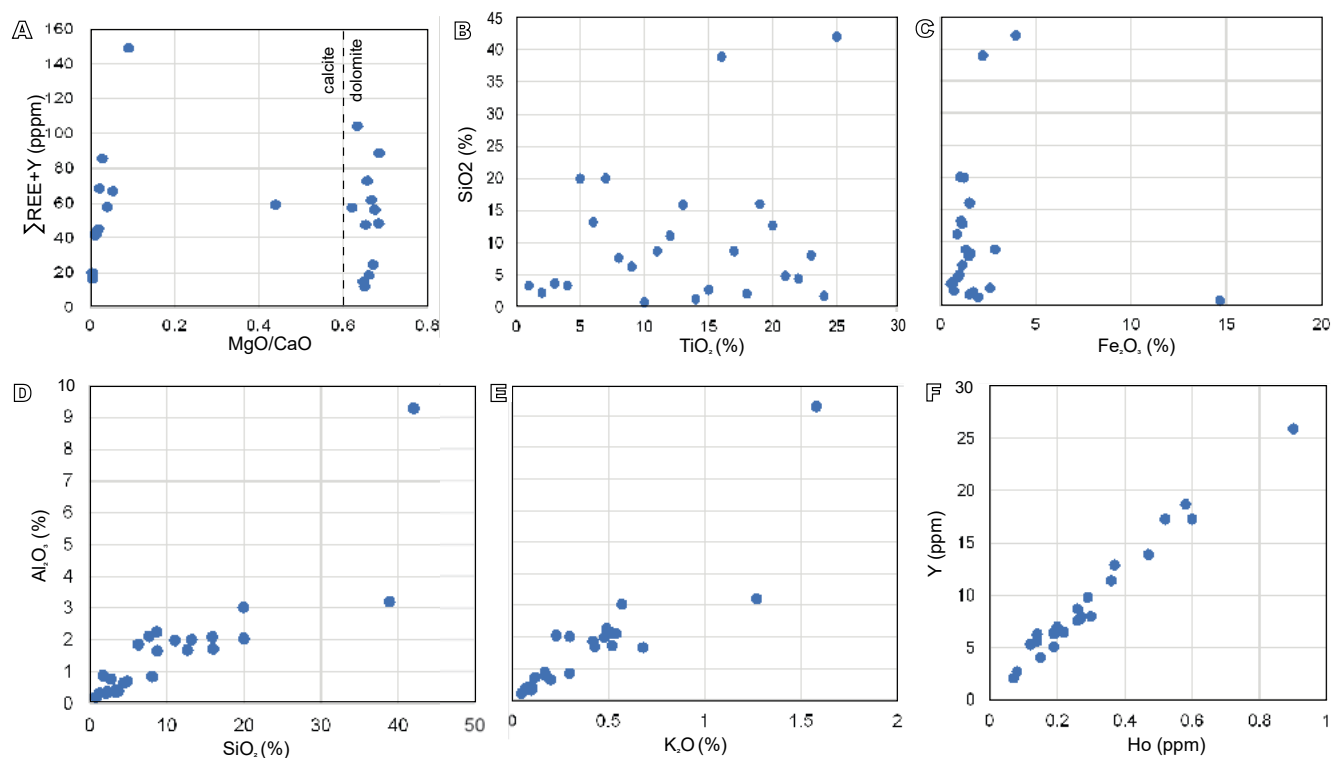 A
160
140
120
100
80
60
40
20
0
∑REE+Y (pppm)
calcite
dolomite
0 0.2 0.4 0.6 0.8
MgO/CaO
B
45
40
35
30
25
20
15
10
5
0
SiO2 (%)
0 5 10 15 20 25 30
TiO₂ (%)
C
0 5 10 15 20
Fe₂O₃ (%)
D
10
9
8
7
6
5
4
3
2
1
0
Al₂O₃ (%)
0 10 20 30 40 50
SiO₂ (%)
E
0 0.5 1 1.5 2
K₂O (%)
F
30
25
20
15
10
5
0
Y (ppm)
0 0.2 0.4 0.6 0.8 1
Ho (ppm)